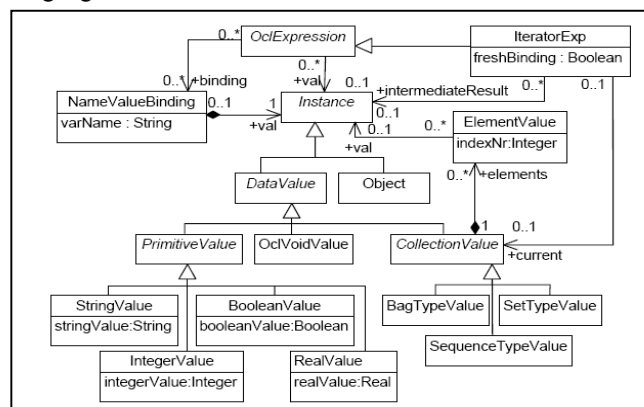 0..* OclExpression IteratorExp
0..* 0..* +binding +val 0..1 freshBinding : Boolean
NameValueBinding 0..1 1 Instance +intermediateResult 0..* 0..1
varName : String +val 0..1 0..* ElementValue
0..1 +val indexNr:Integer
DataValue Object 0..* +elements
1 0..1
PrimitiveValue OclVoidValue CollectionValue +current
StringValue BooleanValue BagTypeValue SetTypeValue
stringValue:String booleanValue:Boolean
IntegerValue RealValue SequenceTypeValue
integerValue:Integer realValue:Real